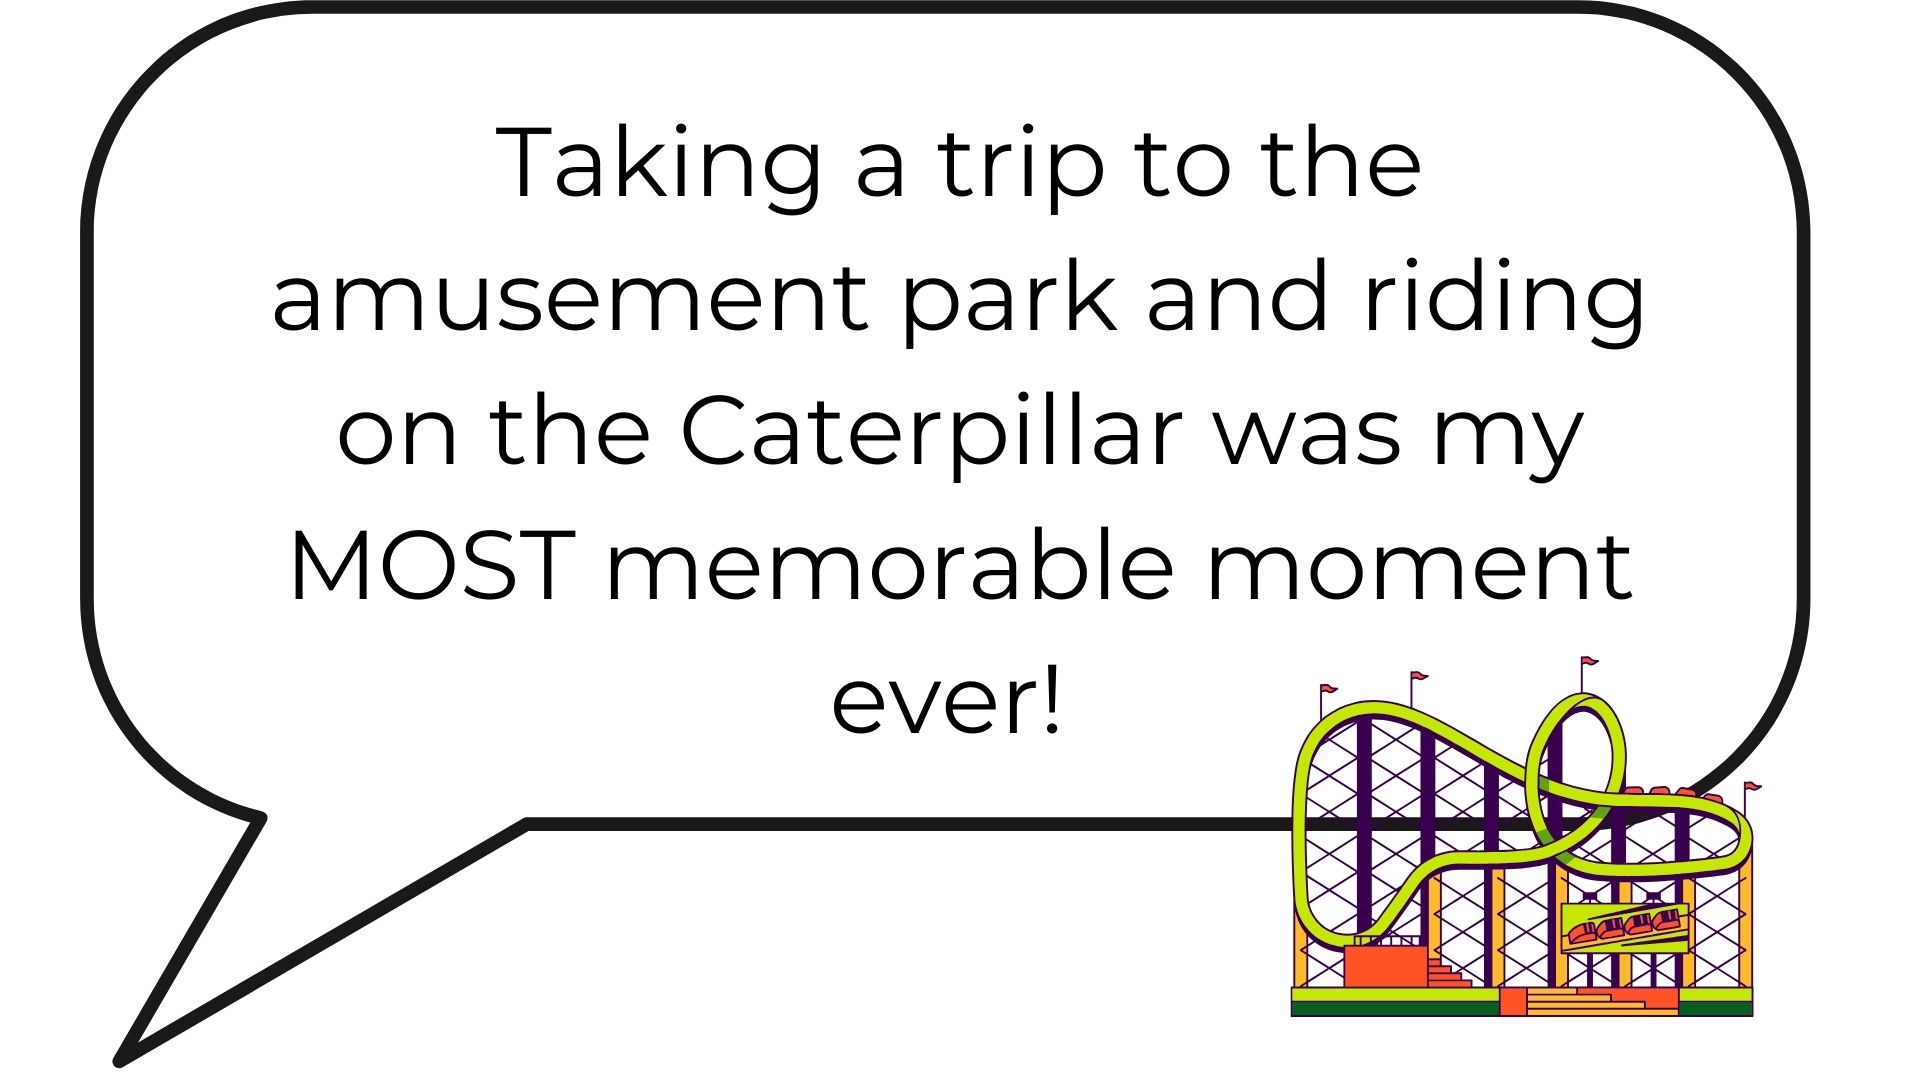 Taking a trip to the
amusement park and riding
on the Caterpillar was my
MOST memorable moment
ever!